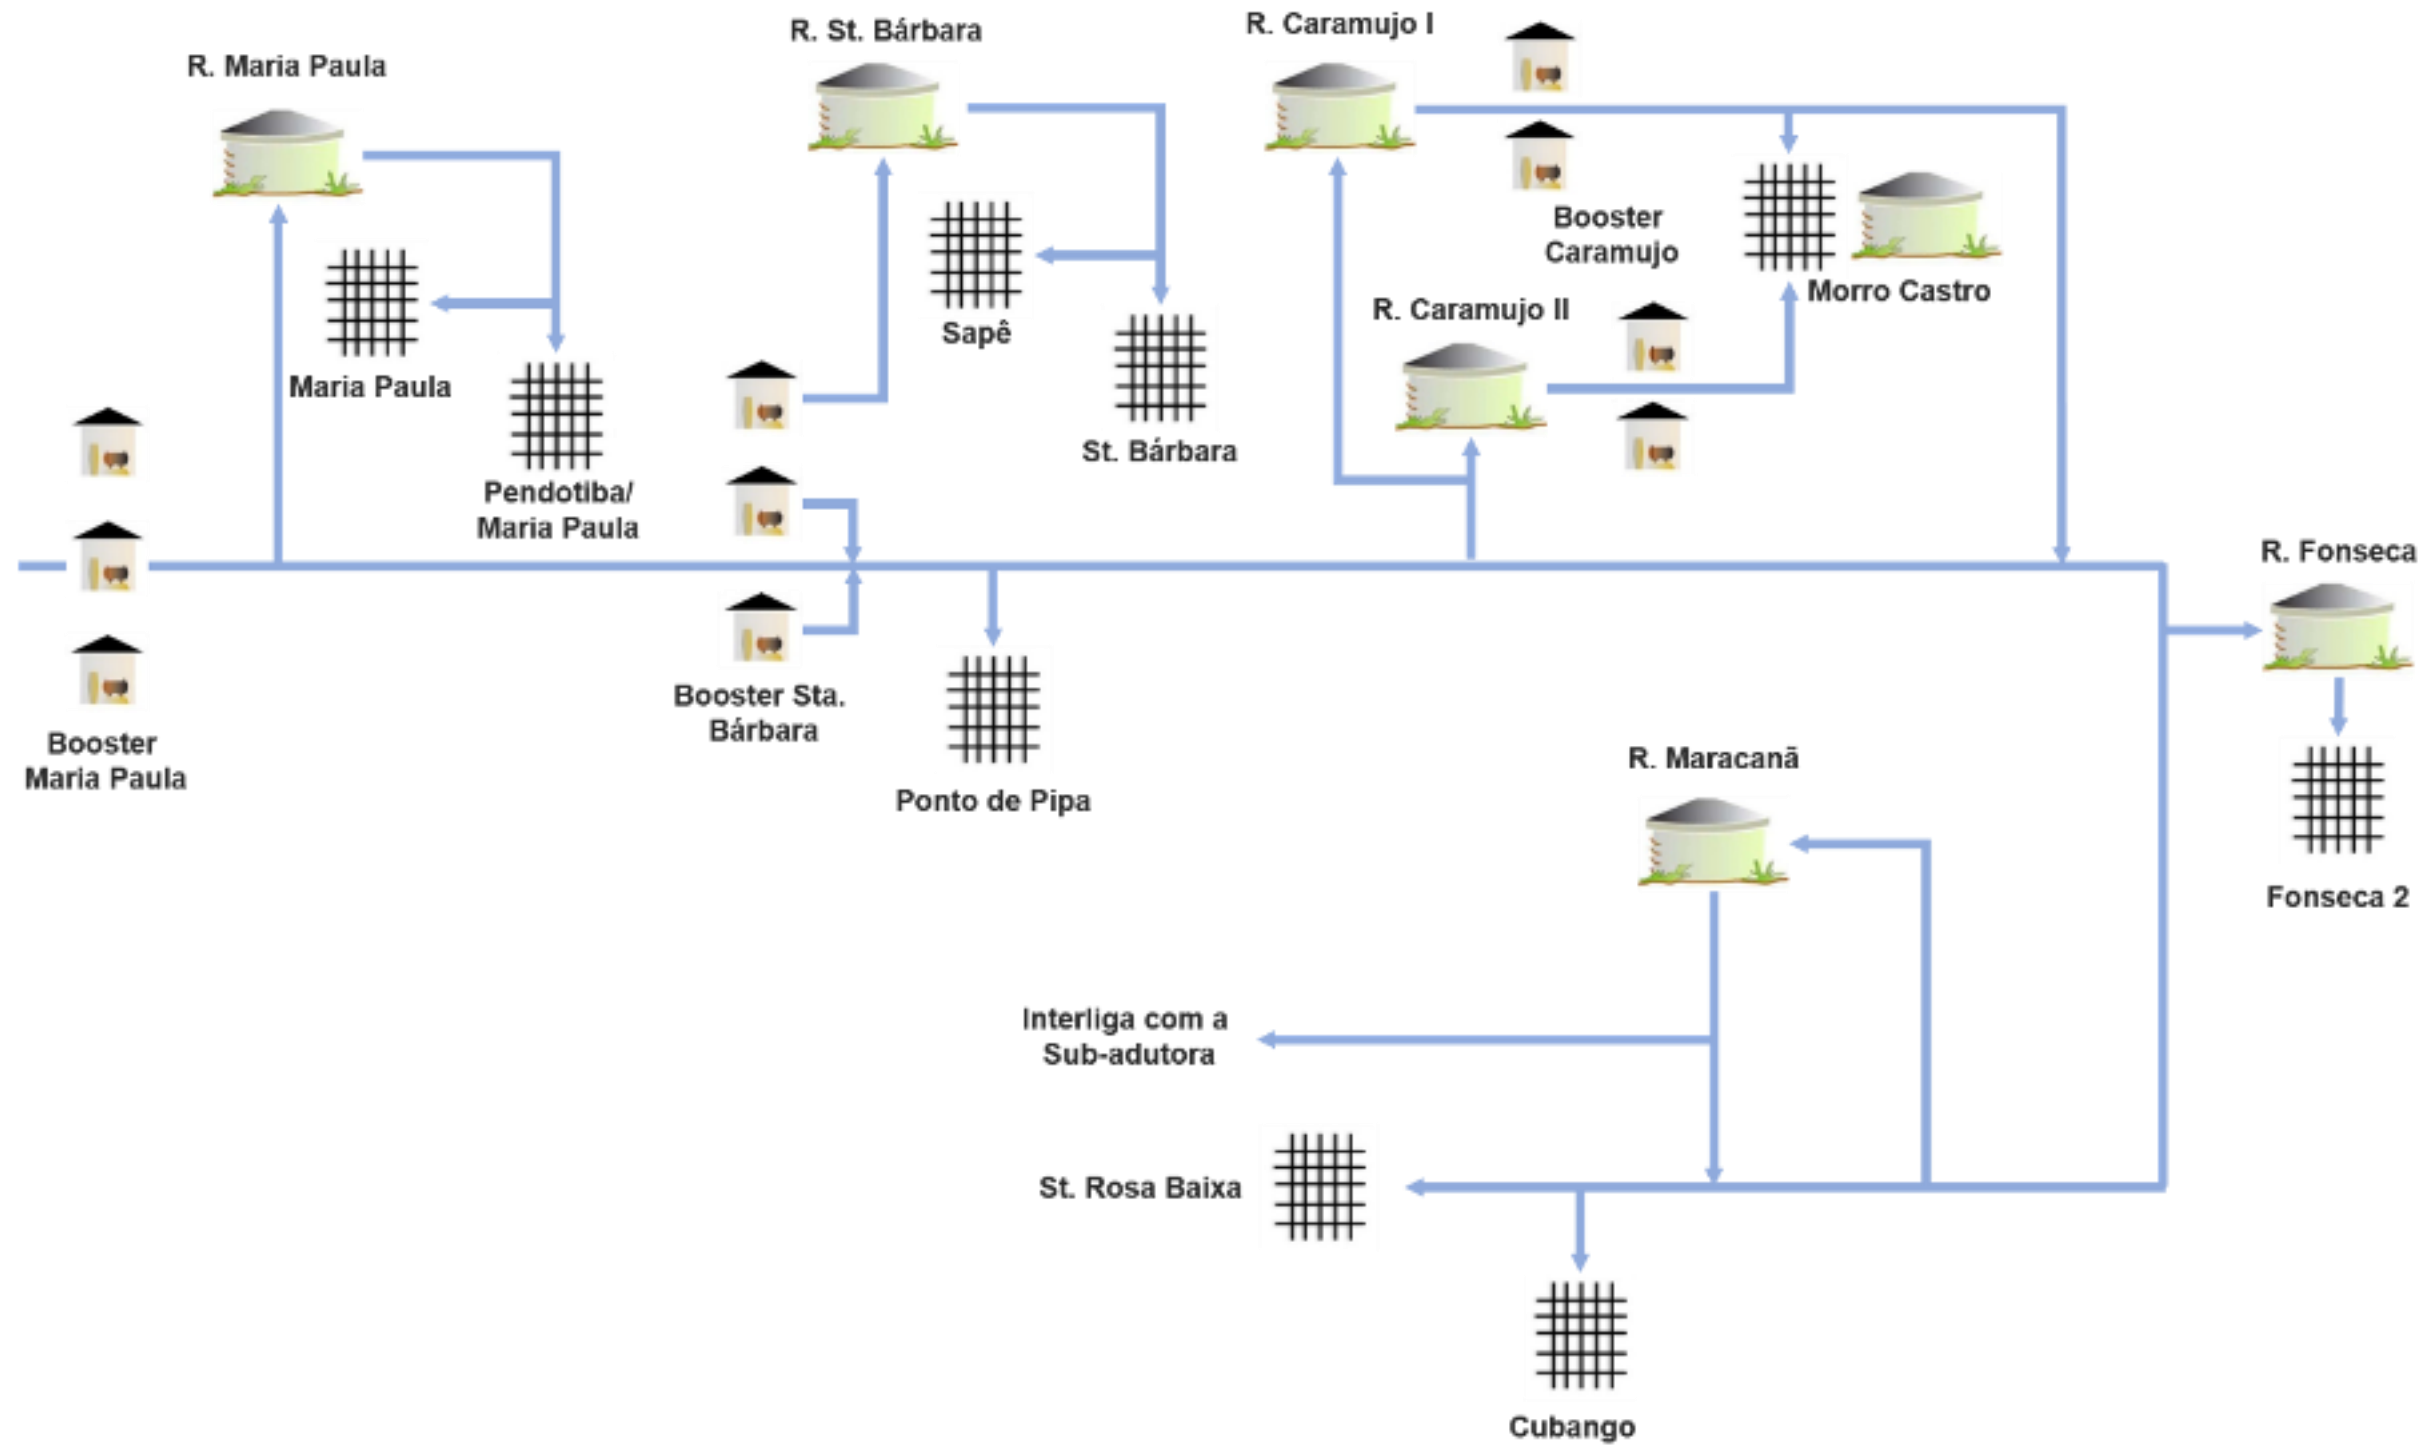 R. Maria Paula
R. St. Bárbara
R. Caramujo I
Booster
Caramujo
Morro Castro
R. Caramujo II
Sapê
Maria Paula
St. Bárbara
Pendotiba/
Maria Paula
R. Fonseca
Booster Sta.
Bárbara
Booster
Maria Paula
Ponto de Pipa
R. Maracanã
Fonseca 2
Interliga com a
Sub-adutora
St. Rosa Baixa
Cubango